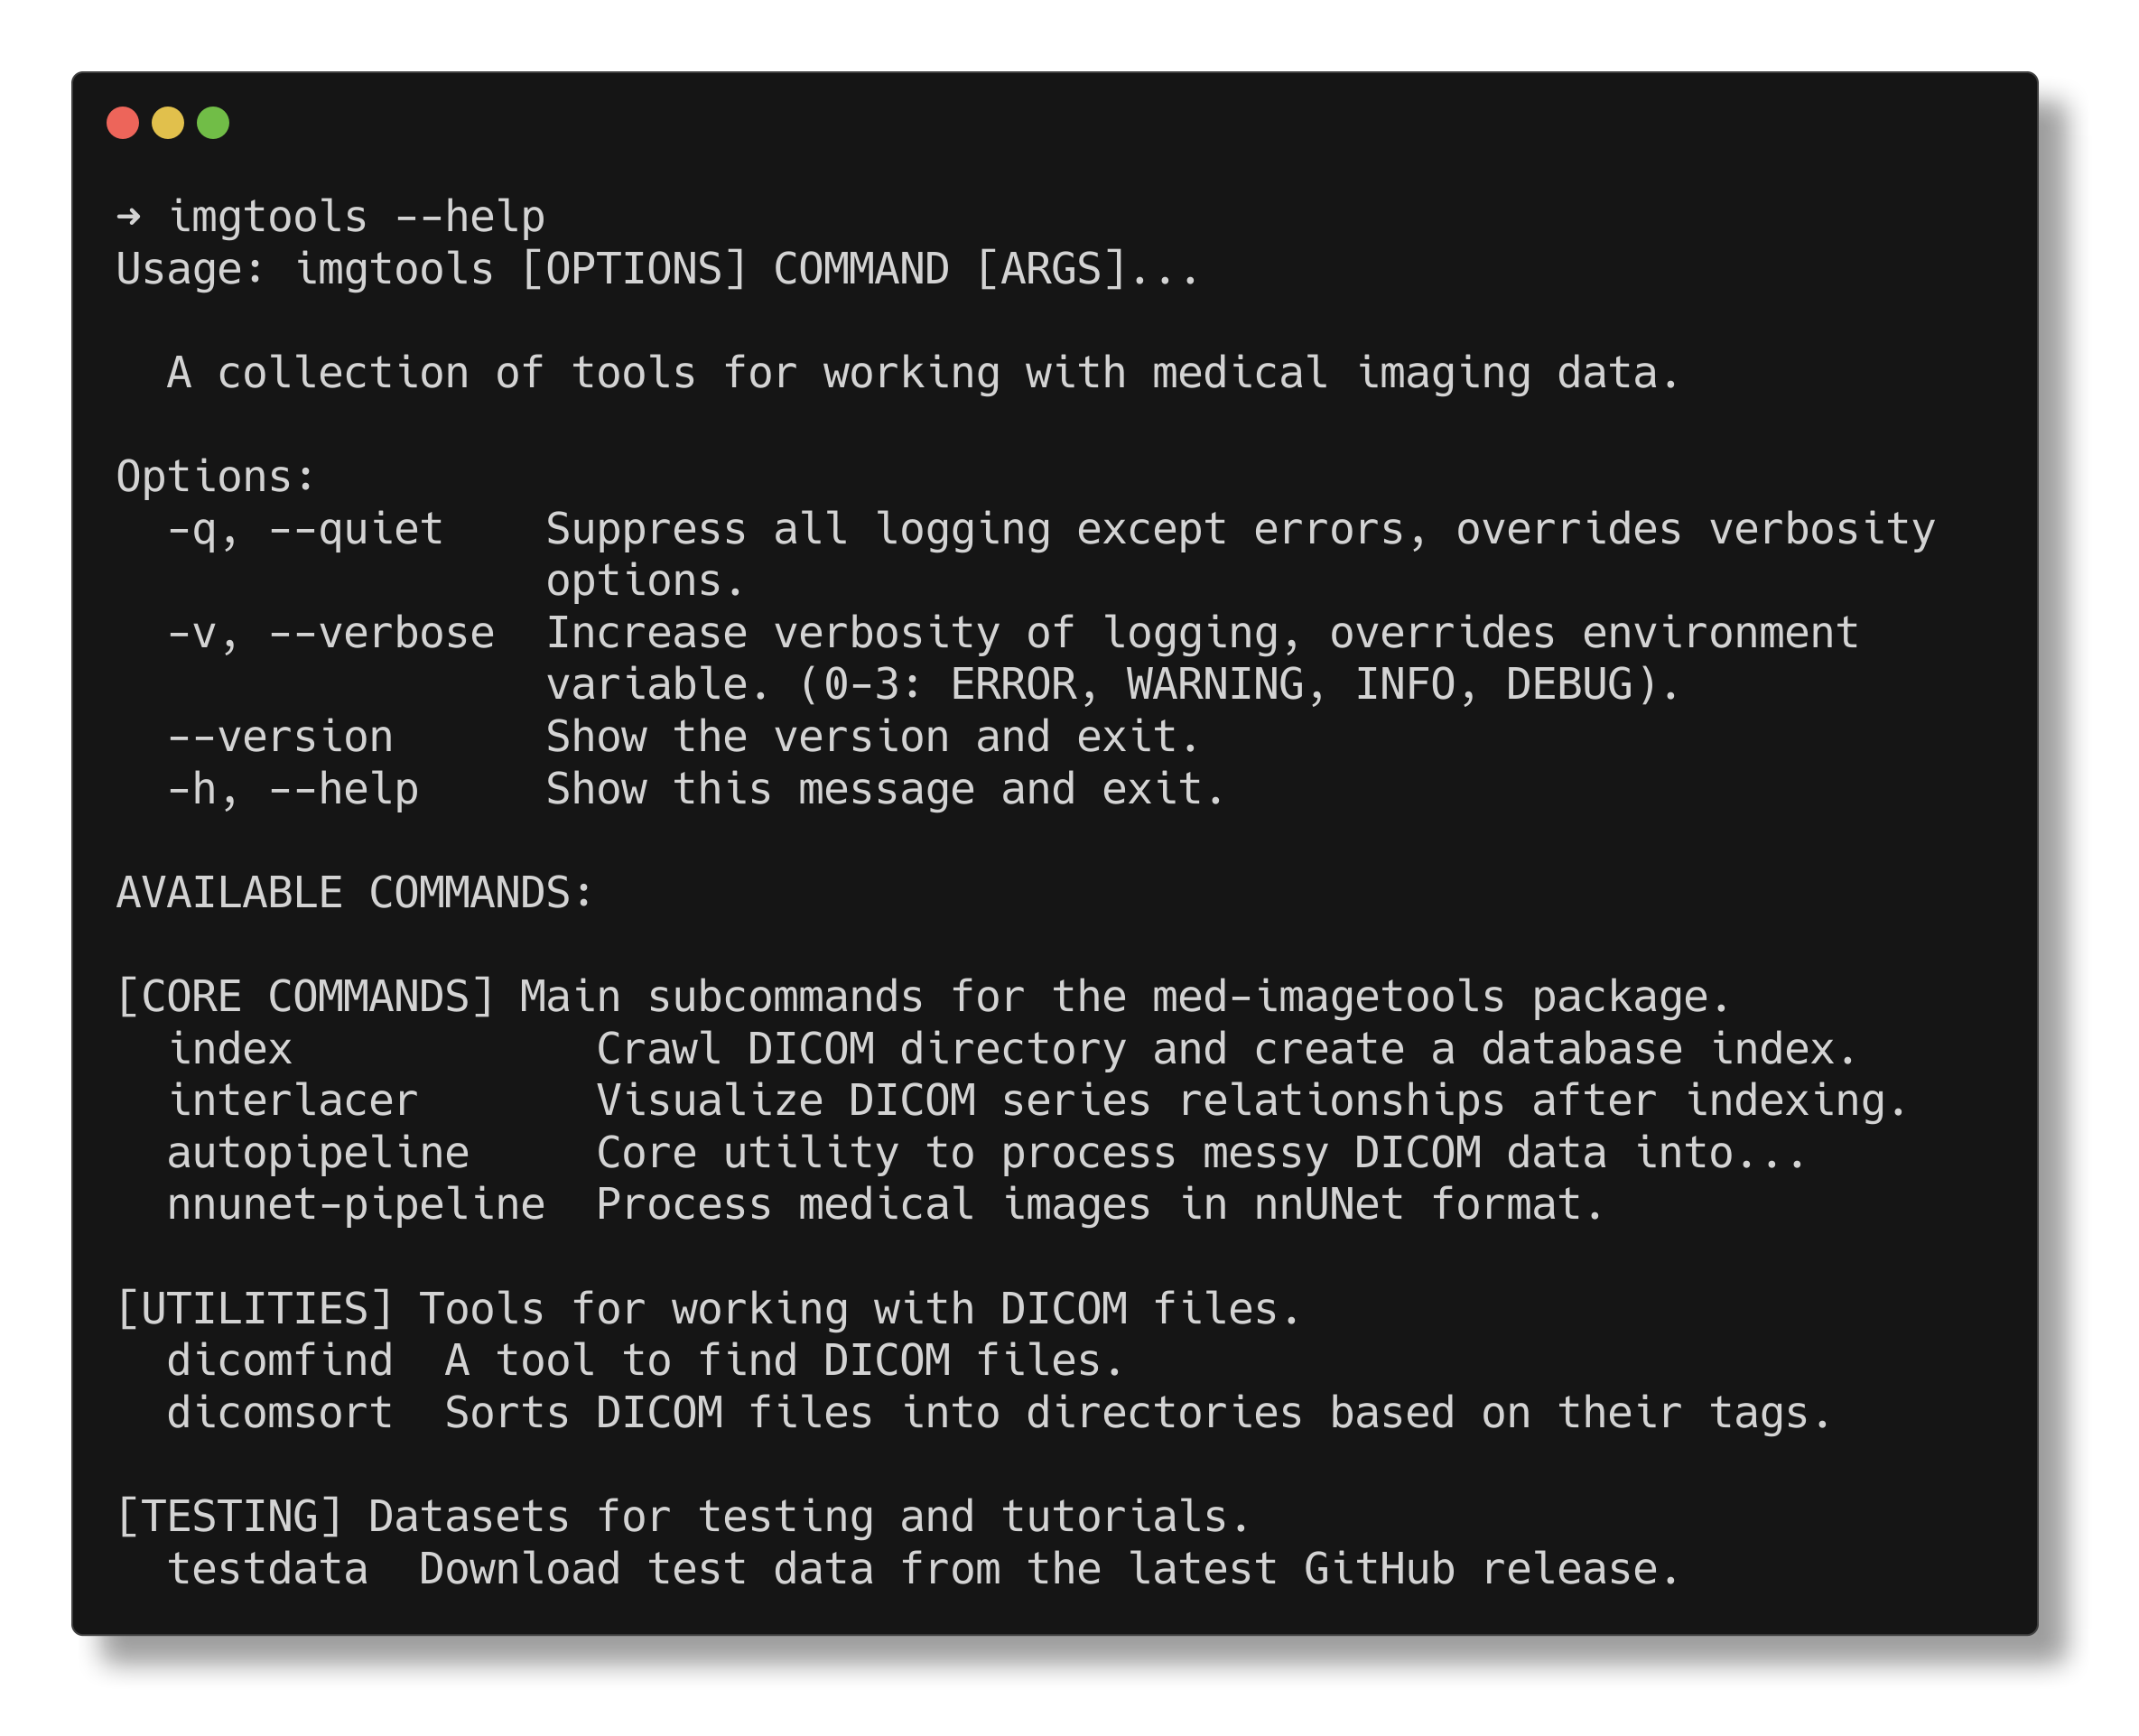 ➜ imgtools --help
Usage: imgtools [OPTIONS] COMMAND [ARGS]...

  A collection of tools for working with medical imaging data.

Options:
  -q, --quiet    Suppress all logging except errors, overrides verbosity
                 options.
  -v, --verbose  Increase verbosity of logging, overrides environment
                 variable. (0-3: ERROR, WARNING, INFO, DEBUG).
  --version      Show the version and exit.
  -h, --help     Show this message and exit.

AVAILABLE COMMANDS:

[CORE COMMANDS] Main subcommands for the med-imagetools package.
  index            Crawl DICOM directory and create a database index.
  interlacer       Visualize DICOM series relationships after indexing.
  autopipeline     Core utility to process messy DICOM data into...
  nnunet-pipeline  Process medical images in nnUNet format.

[UTILITIES] Tools for working with DICOM files.
  dicomfind  A tool to find DICOM files.
  dicomsort  Sorts DICOM files into directories based on their tags.

[TESTING] Datasets for testing and tutorials.
  testdata  Download test data from the latest GitHub release.